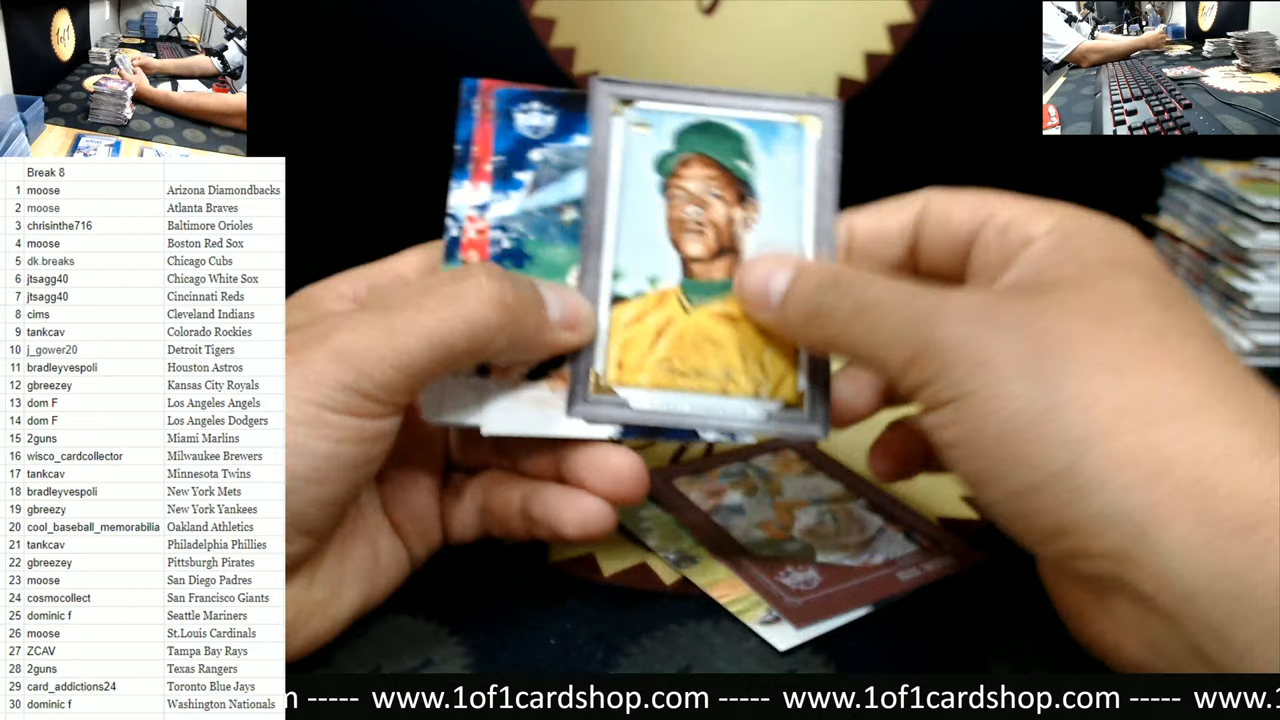 1of1
1of1
Break 8
1 moose Arizona Diamondbacks
2 moose Atlanta Braves
3 chrisinthe716 Baltimore Orioles
4 moose Boston Red Sox
5 dk.breaks Chicago Cubs
6 jtsagg40 Chicago White Sox
7 jtsagg40 Cincinnati Reds
8 cims Cleveland Indians
9 tankcav Colorado Rockies
10 j_gower20 Detroit Tigers
11 bradleyvespoli Houston Astros
12 gbreezey Kansas City Royals
13 dom F Los Angeles Angels
14 dom F Los Angeles Dodgers
15 2guns Miami Marlins
16 wisco_cardcollector Milwaukee Brewers
17 tankcav Minnesota Twins
18 bradleyvespoli New York Mets
19 gbreezy New York Yankees
20 cool_baseball_memorabilia Oakland Athletics
21 tankcav Philadelphia Phillies
22 gbreezey Pittsburgh Pirates
23 moose San Diego Padres
24 cosmocollect San Francisco Giants
25 dominic f Seattle Mariners
26 moose St.Louis Cardinals
27 ZCAV Tampa Bay Rays
28 2guns Texas Rangers
29 card_addictions24 Toronto Blue Jays
30 dominic f Washington Nationals
m ----- www.1of1cardshop.com ----- www.1of1cardshop.com ----- www.1